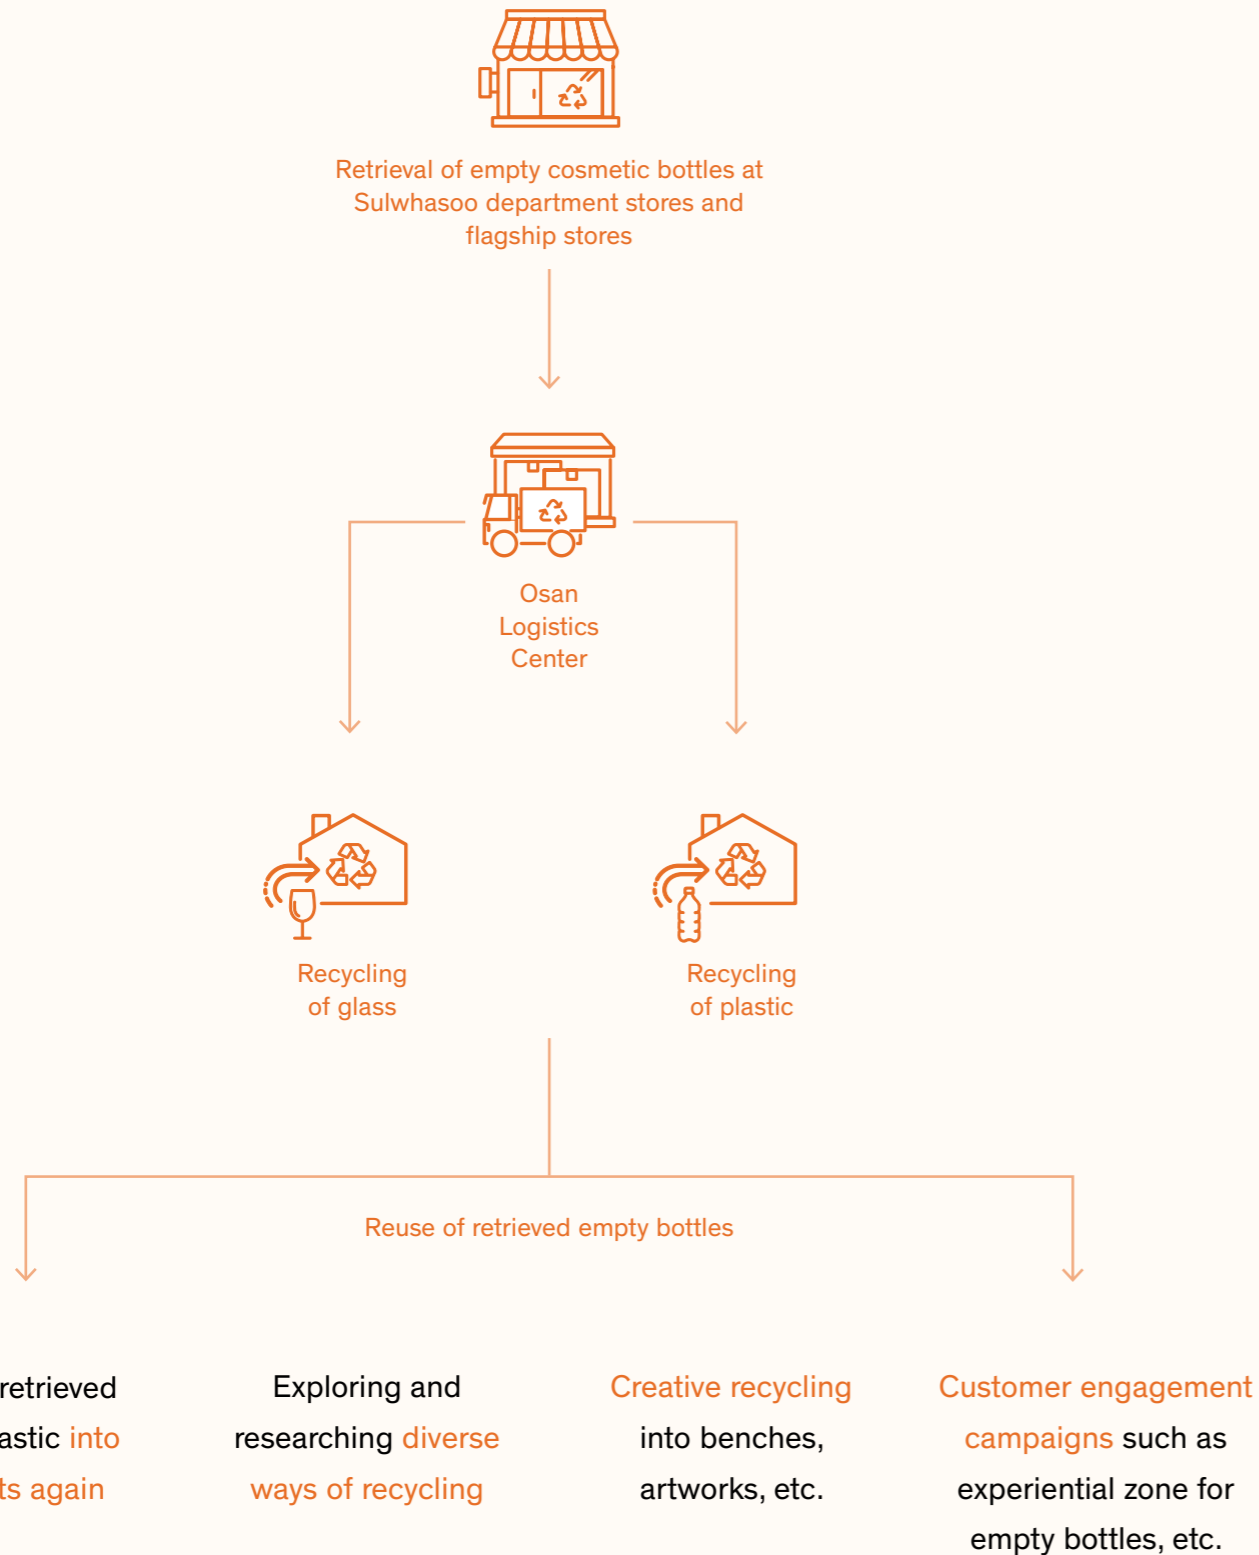 Retrieval of empty cosmetic bottles at
Sulwhasoo department stores and
flagship stores
Osan
Logistics
Center
Recycling
of glass
Recycling
of plastic
Reuse of retrieved empty bottles
retrieved
into
again
Exploring and
researching diverse
ways of recycling
Creative recycling
into benches,
artworks, etc.
Customer engagement
campaigns such as
experiential zone for
empty bottles, etc.